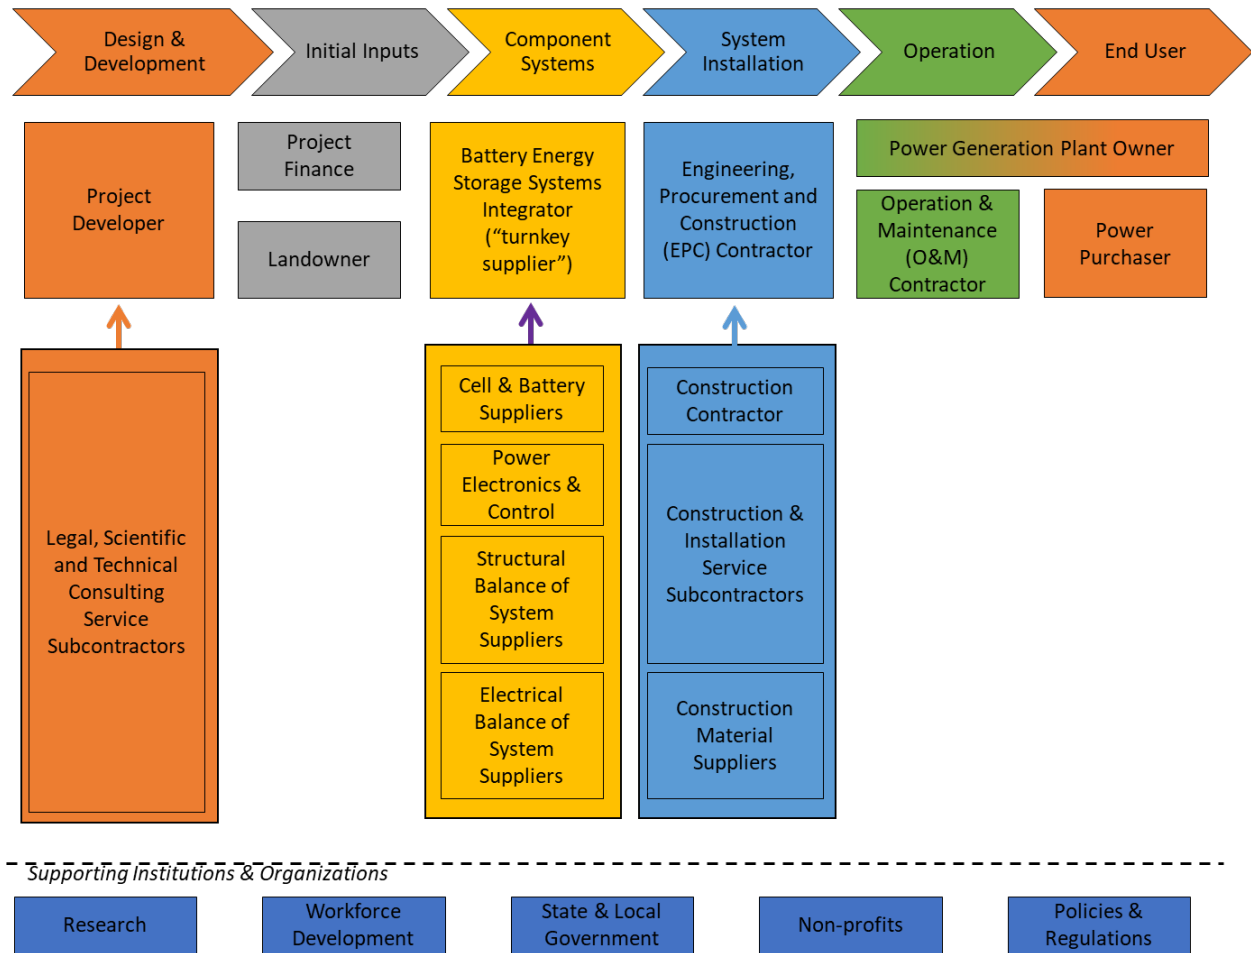 Design &
Development
Initial Inputs
Component
Systems
System
Installation
Operation
End User
Project
Developer
Project
Finance
Landowner
Battery Energy
Storage Systems
Integrator
(“turnkey
supplier”)
Engineering,
Procurement and
Construction
(EPC) Contractor
Power Generation Plant Owner
Operation &
Maintenance
(O&M)
Contractor
Power
Purchaser
Legal, Scientific
and Technical
Consulting
Service
Subcontractors
Cell & Battery
Suppliers
Power
Electronics &
Control
Structural
Balance of
System
Suppliers
Electrical
Balance of
System
Suppliers
Construction
Contractor
Construction &
Installation
Service
Subcontractors
Construction
Material
Suppliers
Supporting Institutions & Organizations
Research
Workforce
Development
State & Local
Government
Non-profits
Policies &
Regulations